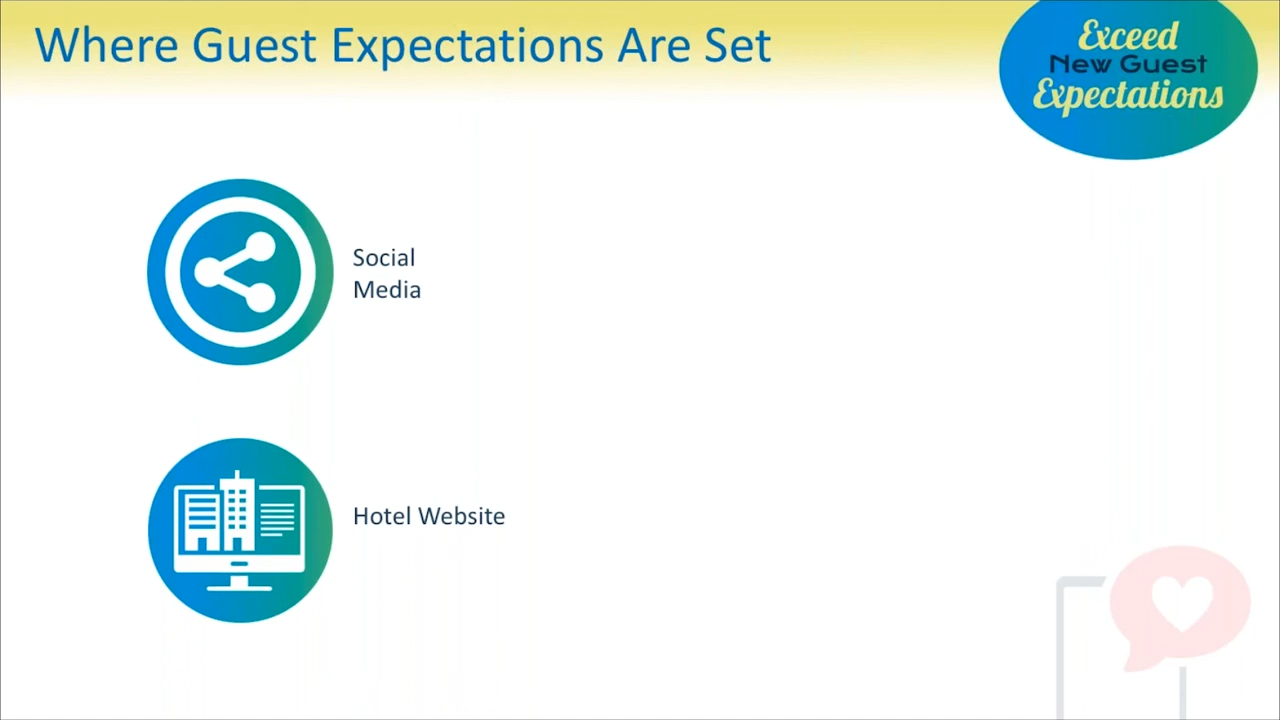 Where Guest Expectations Are Set
Exceed
New Guest
Expectations
Social
Media
Hotel Website